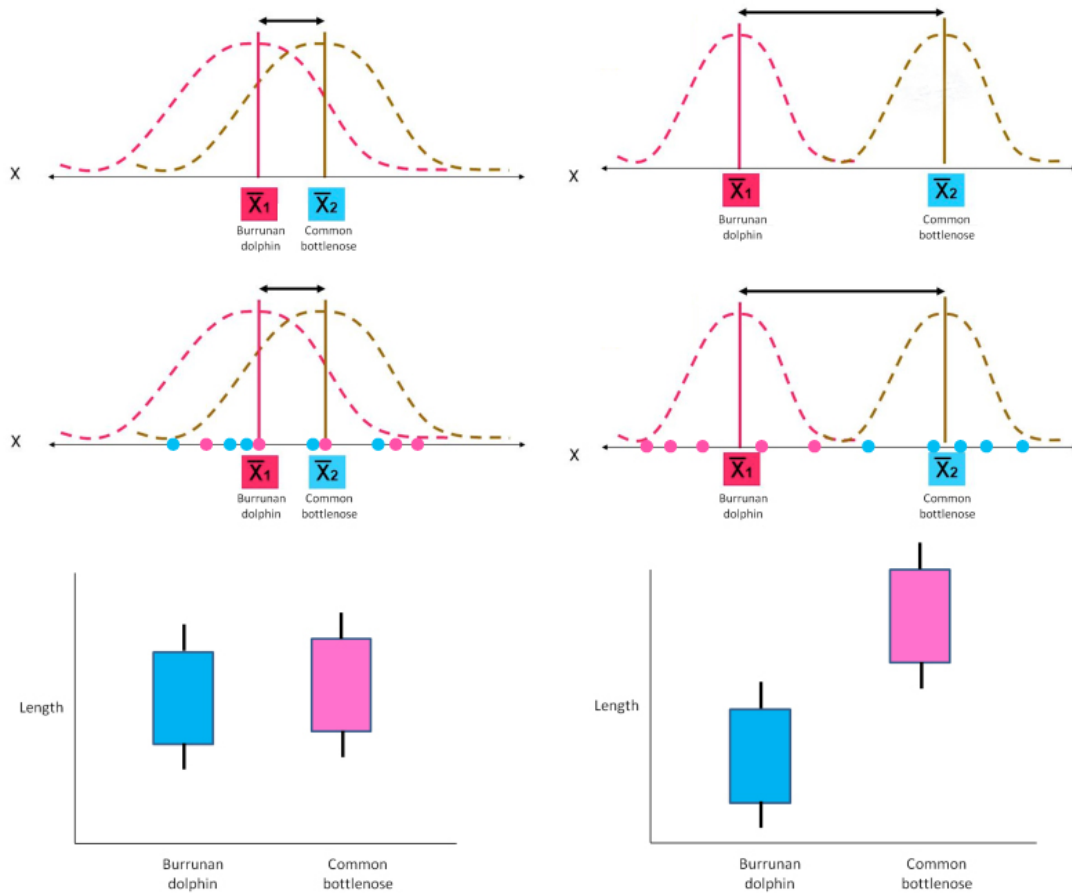 X
X̅1
X̅2
Burrunan
dolphin
Common
bottlenose
X
X̅1
X̅2
Burrunan
dolphin
Common
bottlenose
X
X̅1
X̅2
Burrunan
dolphin
Common
bottlenose
X
X̅1
X̅2
Burrunan
dolphin
Common
bottlenose
Length
Burrunan
dolphin
Common
bottlenose
Length
Burrunan
dolphin
Common
bottlenose